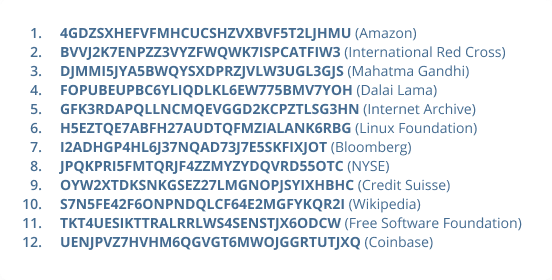 1. 4GDZSXHEFVFMHCUCSHZVXBVF5T2LJHMU (Amazon)
2. BVVJ2K7ENPZZ3VYZFWQWK7ISPCATFIW3 (International Red Cross)
3. DJMMI5JYA5BWQYSXDPRZJVLW3UGL3GJS (Mahatma Gandhi)
4. FOPUBEUPBC6YLIQDLKL6EW775BMV7YOH (Dalai Lama)
5. GFK3RDAPQLLNCMQEVGGD2KCPZTLSG3HN (Internet Archive)
6. H5EZTQE7ABFH27AUDTQFMZIALANK6RBG (Linux Foundation)
7. I2ADHGP4HL6J37NQAD73J7E5SKFIXJOT (Bloomberg)
8. JPQKPRI5FMTQRJF4ZZMYZYDQVRD55OTC (NYSE)
9. OYW2XTDKSNKGSEZ27LMGNOPJSYIXHBHC (Credit Suisse)
10. S7N5FE42F6ONPNDQLCF64E2MGFYKQR2I (Wikipedia)
11. TKT4UESIKTTRALRRLWS4SENSTJX6ODCW (Free Software Foundation)
12. UENJPVZ7HVHM6QGVGT6MWOJGGRTUTJXQ (Coinbase)